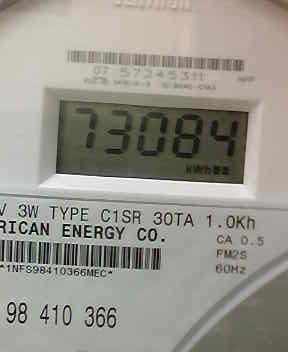 07 57245311
73084
kWh
V 3W TYPE C1SR 30TA 1.0Kh
RICAN ENERGY CO.
CA 0.5
FM2S
60Hz
*1NFS98410366MEC*
98 410 366